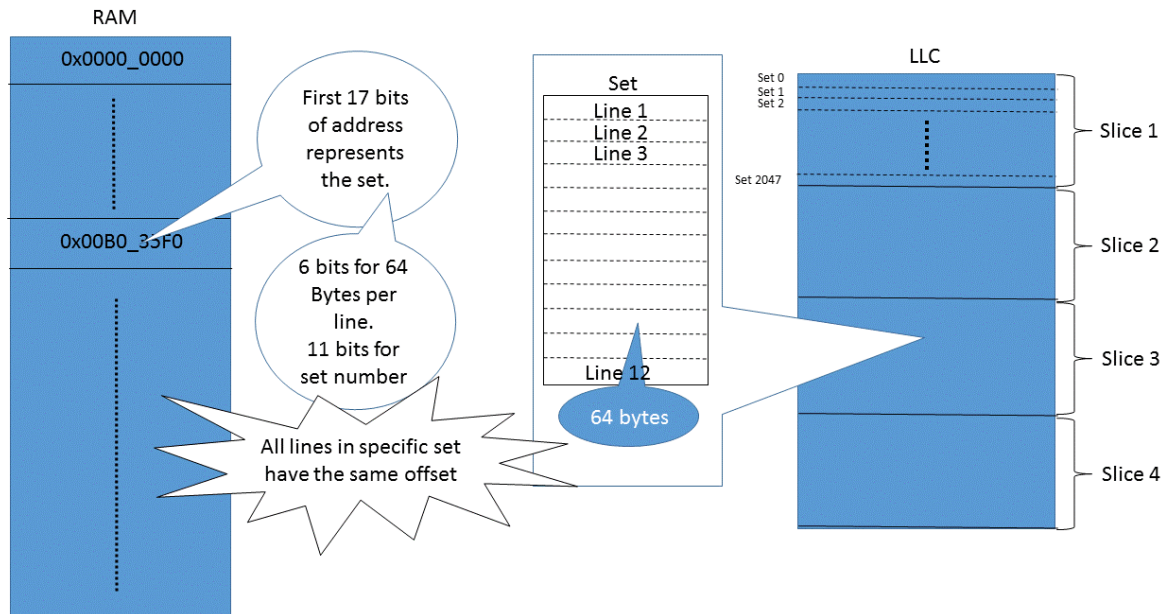 RAM
0x0000_0000
First 17 bits
of address
represents
the set.
0x00B0_35F0
6 bits for 64
Bytes per
line.
11 bits for
set number
All lines in specific set
have the same offset
Set
Line 1
Line 2
Line 3
Line 12
64 bytes
LLC
Set 0
Set 1
Set 2
Set 2047
Slice 1
Slice 2
Slice 3
Slice 4